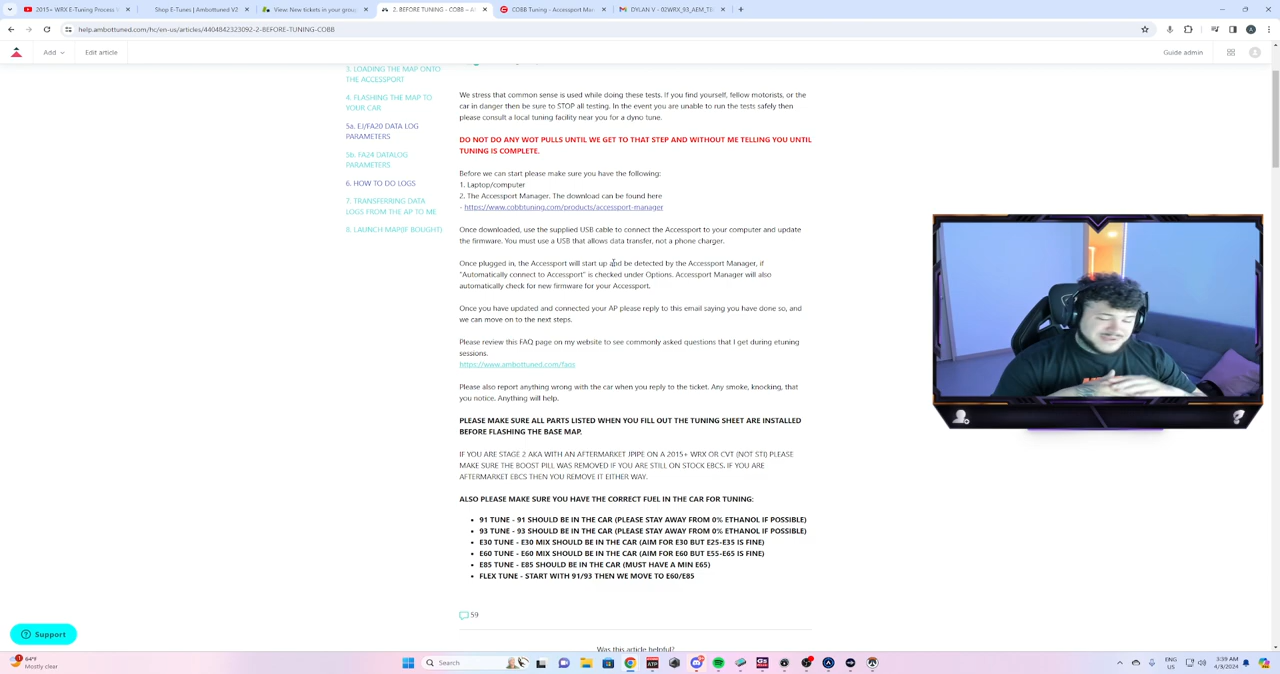 2015+ WRX E-Tuning Process V
Shop E-Tunes | Ambottuned V2
View: New tickets in your group
2. BEFORE TUNING - COBB – A
COBB Tuning - Accessport Ma
DYLAN V - 02WRX_93_AEM_T
help.ambottuned.com/hc/en-us/articles/4404842323092-2-BEFORE-TUNING-COBB
Add
Edit article
Guide admin
3. LOADING THE MAP ONTO
THE ACCESSPORT
4. FLASHING THE MAP TO
YOUR CAR
5a. EJ/FA20 DATA LOG
PARAMETERS
5b. FA24 DATALOG
PARAMETERS
6. HOW TO DO LOGS
7. TRANSFERRING DATA
LOGS FROM THE AP TO ME
8. LAUNCH MAP(IF BOUGHT)
We stress that common sense is used while doing these tests. If you find yourself, fellow motorists, or the
car in danger then be sure to STOP all testing. In the event you are unable to run the tests safely then
please consult a local tuning facility near you for a dyno tune.
DO NOT DO ANY WOT PULLS UNTIL WE GET TO THAT STEP AND WITHOUT ME TELLING YOU UNTIL
TUNING IS COMPLETE.
Before we can start please make sure you have the following:
1. Laptop/computer
2. The Accessport Manager. The download can be found here
- https://www.cobbtuning.com/products/accessport-manager
Once downloaded, use the supplied USB cable to connect the Accessport to your computer and update
the firmware. You must use a USB that allows data transfer, not a phone charger.
Once plugged in, the Accessport will start up and be detected by the Accessport Manager, if
"Automatically connect to Accessport" is checked under Options. Accessport Manager will also
automatically check for new firmware for your Accessport.
Once you have updated and connected your AP please reply to this email saying you have done so, and
we can move on to the next steps.
Please review this FAQ page on my website to see commonly asked questions that I get during etuning
sessions.
https://www.ambottuned.com/faqs
Please also report anything wrong with the car when you reply to the ticket. Any smoke, knocking, that
you notice. Anything will help.
PLEASE MAKE SURE ALL PARTS LISTED WHEN YOU FILL OUT THE TUNING SHEET ARE INSTALLED
BEFORE FLASHING THE BASE MAP.
IF YOU ARE STAGE 2 AKA WITH AN AFTERMARKET JPIPE ON A 2015+ WRX OR CVT (NOT STI) PLEASE
MAKE SURE THE BOOST PILL WAS REMOVED IF YOU ARE STILL ON STOCK EBCS. IF YOU ARE
AFTERMARKET EBCS THEN YOU REMOVE IT EITHER WAY.
ALSO PLEASE MAKE SURE YOU HAVE THE CORRECT FUEL IN THE CAR FOR TUNING:
• 91 TUNE - 91 SHOULD BE IN THE CAR (PLEASE STAY AWAY FROM 0% ETHANOL IF POSSIBLE)
• 93 TUNE - 93 SHOULD BE IN THE CAR (PLEASE STAY AWAY FROM 0% ETHANOL IF POSSIBLE)
• E30 TUNE - E30 MIX SHOULD BE IN THE CAR (AIM FOR E30 BUT E25-E35 IS FINE)
• E60 TUNE - E60 MIX SHOULD BE IN THE CAR (AIM FOR E60 BUT E55-E65 IS FINE)
• E85 TUNE - E85 SHOULD BE IN THE CAR (MUST HAVE A MIN E65)
• FLEX TUNE - START WITH 91/93 THEN WE MOVE TO E60/E85
59
Was this article helpful?
Support
64°F
Mostly clear
Search
ENG
US
3:39 AM
4/8/2024